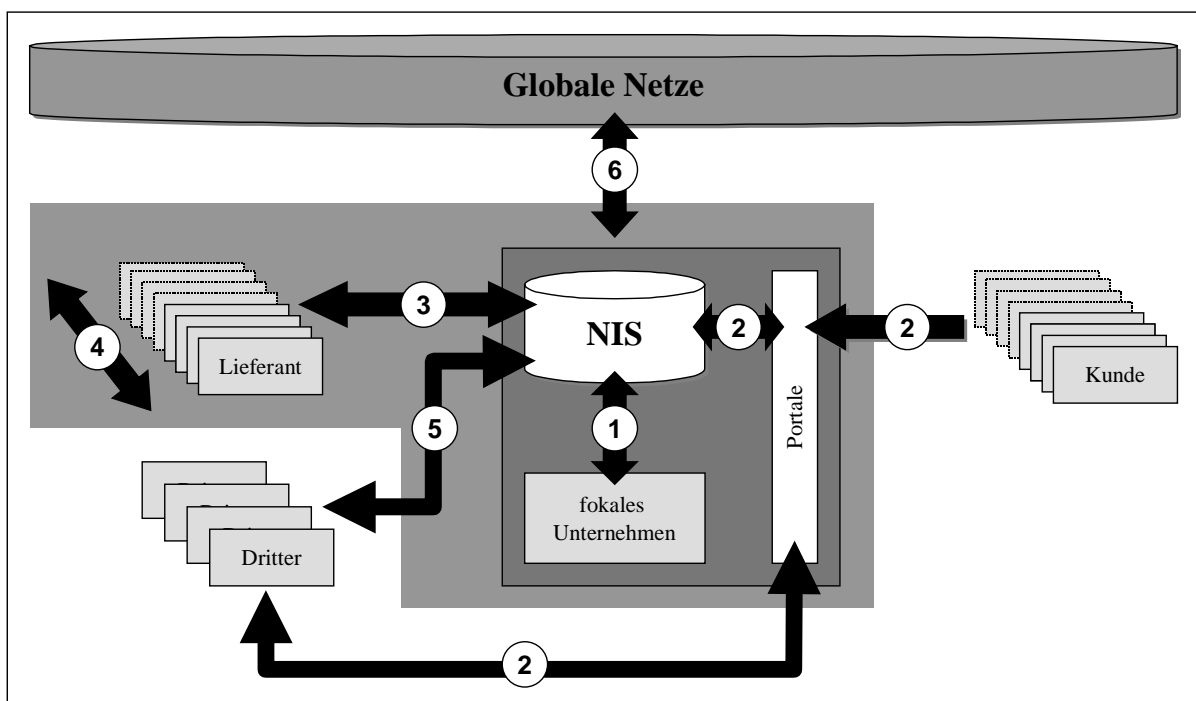 Globale Netze
6
3
NIS
2
2
4
Lieferant
Kunde
5
1
Portale
fokales
Unternehmen
Dritter
2